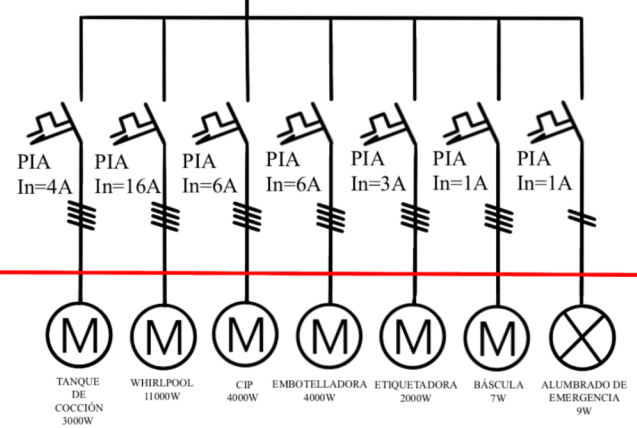 PIA PIA PIA PIA PIA PIA PIA
In=4A In=16A In=6A In=6A In=3A In=1A In=1A
M M M M M M
TANQUE
DE
COCCIÓN
3000W
WHIRLPOOL
11000W
CIP
4000W
EMBOTELLADORA
4000W
ETIQUETADORA
2000W
BÁSCULA
7W
ALUMBRADO DE
EMERGENCIA
9W